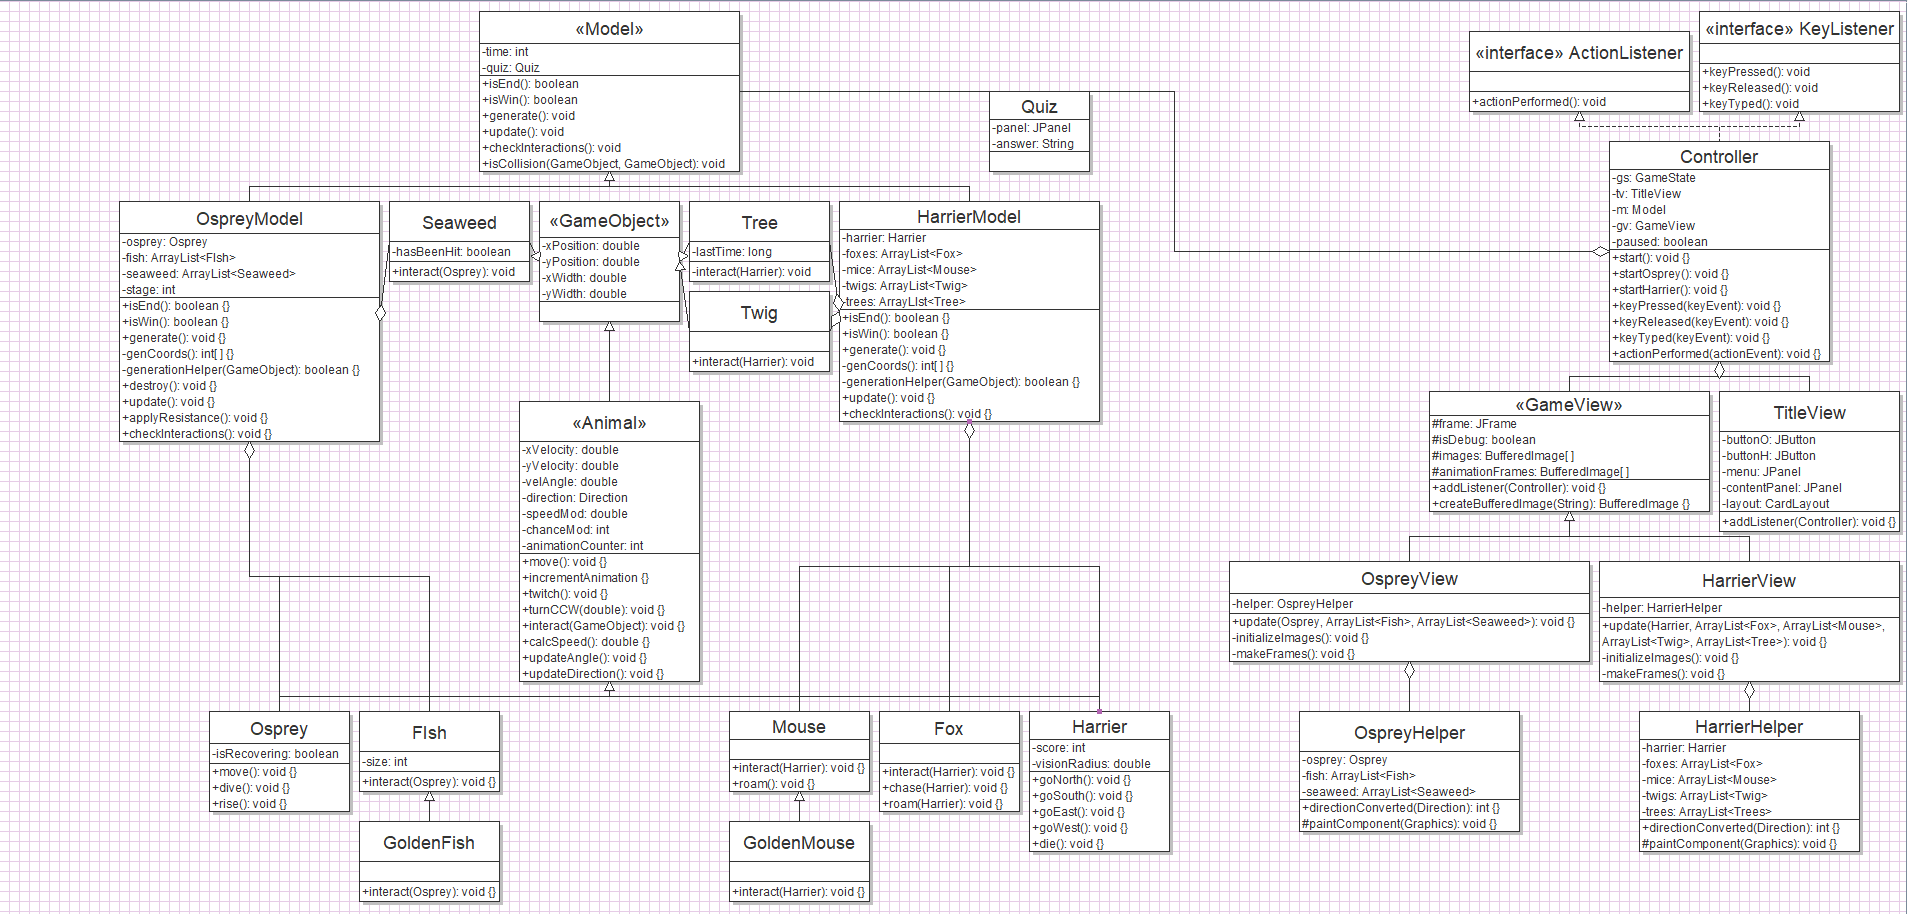 «Model»
-time: int
-quiz: Quiz
+isEnd(): boolean
+isWin(): boolean
+generate(): void
+update(): void
+checkInteractions(): void
+isCollision(GameObject, GameObject): void
Quiz
-panel: JPanel
-answer: String
«interface» ActionListener
+actionPerformed(): void
«interface» KeyListener
+keyPressed(): void
+keyReleased(): void
+keyTyped(): void
Controller
-gs: GameState
-tv: TitleView
-m: Model
-gv: GameView
-paused: boolean
+start(): void {}
+startOsprey(): void {}
+startHarrier(): void {}
+keyPressed(keyEvent): void {}
+keyReleased(keyEvent): void {}
+keyTyped(keyEvent): void {}
+actionPerformed(actionEvent): void {}
OspreyModel
-osprey: Osprey
-fish: ArrayList<FIsh>
-seaweed: ArrayList<Seaweed>
-stage: int
+isEnd(): boolean {}
+isWin(): boolean {}
+generate(): void {}
-genCoords(): int[ ] {}
-generationHelper(GameObject): boolean {}
+destroy(): void {}
+update(): void {}
+applyResistance(): void {}
+checkInteractions(): void {}
Seaweed
-hasBeenHit: boolean
+interact(Osprey): void
«GameObject»
-xPosition: double
-yPosition: double
-xWidth: double
-yWidth: double
Tree
-lastTime: long
-interact(Harrier): void
Twig
+interact(Harrier): void
HarrierModel
-harrier: Harrier
-foxes: ArrayList<Fox>
-mice: ArrayList<Mouse>
-twigs: ArrayList<Twig>
-trees: ArrayLIst<Tree>
+isEnd(): boolean {}
+isWin(): boolean {}
+generate(): void {}
-genCoords(): int[ ] {}
-generationHelper(GameObject): boolean {}
+update(): void {}
+checkInteractions(): void {}
«Animal»
-xVelocity: double
-yVelocity: double
-velAngle: double
-direction: Direction
-speedMod: double
-chanceMod: int
-animationCounter: int
+move(): void {}
+incrementAnimation {}
+twitch(): void {}
+turnCCW(double): void {}
+interact(GameObject): void {}
+calcSpeed(): double {}
+updateAngle(): void {}
+updateDirection(): void {}
«GameView»
#frame: JFrame
#isDebug: boolean
#images: BufferedImage[ ]
#animationFrames: BufferedImage[ ]
+addListener(Controller): void {}
+createBufferedImage(String): BufferedImage {}
TitleView
-buttonO: JButton
-buttonH: JButton
-menu: JPanel
-contentPanel: JPanel
-layout: CardLayout
+addListener(Controller): void {}
OspreyView
-helper: OspreyHelper
+update(Osprey, ArrayList<Fish>, ArrayList<Seaweed>): void {}
-initializeImages(): void {}
-makeFrames(): void {}
HarrierView
-helper: HarrierHelper
+update(Harrier, ArrayList<Fox>, ArrayList<Mouse>,
ArrayList<Twig>, ArrayList<Tree>): void {}
-initializeImages(): void {}
-makeFrames(): void {}
Osprey
-isRecovering: boolean
+move(): void {}
+dive(): void {}
+rise(): void {}
FIsh
-size: int
+interact(Osprey): void {}
GoldenFish
+interact(Osprey): void {}
Mouse
+interact(Harrier): void {}
+roam(): void {}
GoldenMouse
+interact(Harrier): void {}
Fox
+interact(Harrier): void {}
+chase(Harrier): void {}
+roam(Harrier): void {}
Harrier
-score: int
-visionRadius: double
+goNorth(): void {}
+goSouth(): void {}
+goEast(): void {}
+goWest(): void {}
+die(): void {}
OspreyHelper
-osprey: Osprey
-fish: ArrayList<Fish>
-seaweed: ArrayList<Seaweed>
+directionConverted(Direction): int {}
#paintComponent(Graphics): void {}
HarrierHelper
-harrier: Harrier
-foxes: ArrayList<Fox>
-mice: ArrayList<Mouse>
-twigs: ArrayList<Twig>
-trees: ArrayList<Trees>
+directionConverted(Direction): int {}
#paintComponent(Graphics): void {}